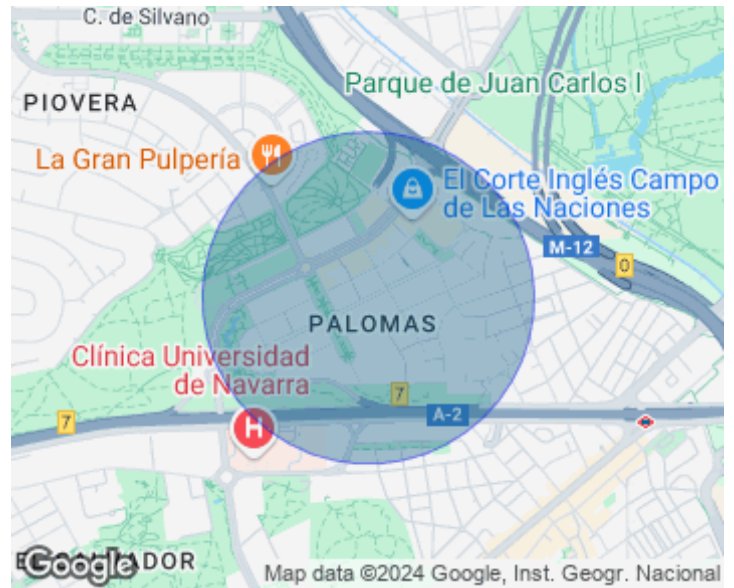 C. de Silvano
PIOVERA
Parque de Juan Carlos I
La Gran Pulpería
El Corte Inglés Campo
de Las Naciones
M-12
0
PALOMAS
Clínica Universidad
de Navarra
7
7
A-2
H
Google
ADOR
Map data ©2024 Google, Inst. Geogr. Nacional